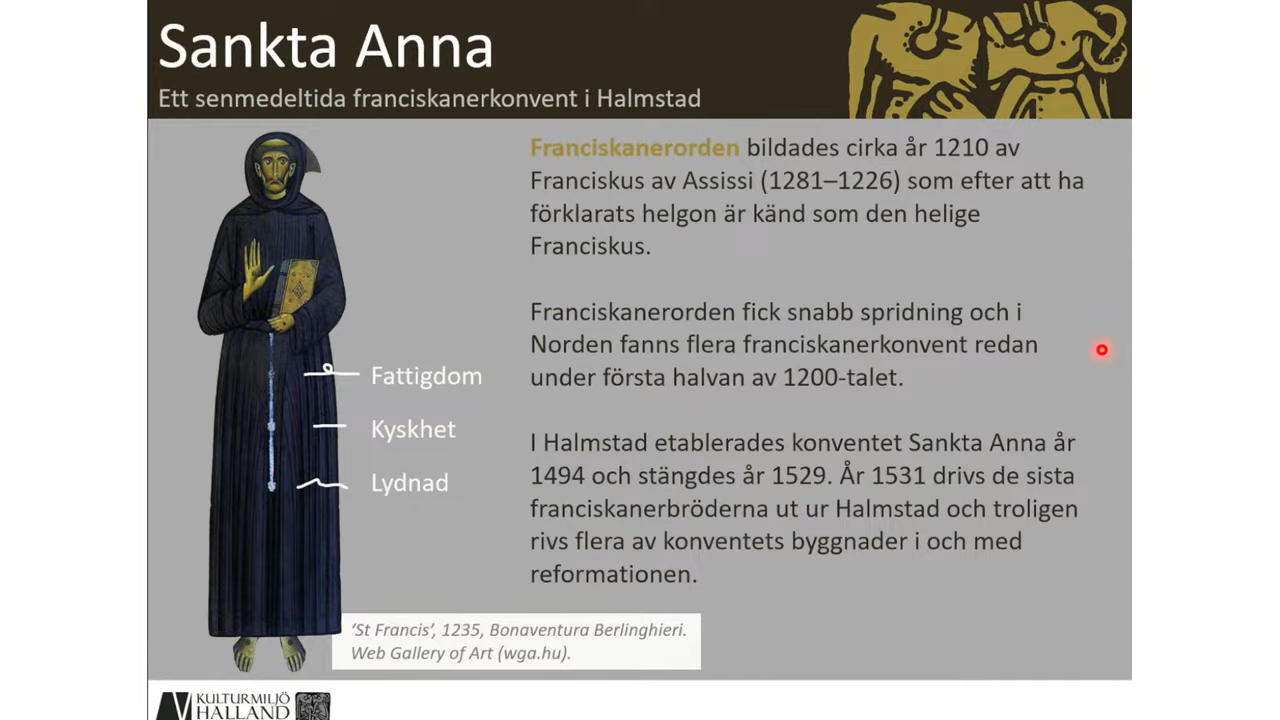 Sankta Anna
Ett senmedeltida franciskanerkonvent i Halmstad
Franciskanerorden bildades cirka år 1210 av
Franciskus av Assissi (1281–1226) som efter att ha
förklarats helgon är känd som den helige
Franciskus.
Franciskanerorden fick snabb spridning och i
Norden fanns flera franciskanerkonvent redan
under första halvan av 1200-talet.
I Halmstad etablerades konventet Sankta Anna år
1494 och stängdes år 1529. År 1531 drivs de sista
franciskanerbröderna ut ur Halmstad och troligen
rivs flera av konventets byggnader i och med
reformationen.
Fattigdom
Kyskhet
Lydnad
‘St Francis’, 1235, Bonaventura Berlinghieri.
Web Gallery of Art (wga.hu).
KULTURMILJÖ
HALLAND